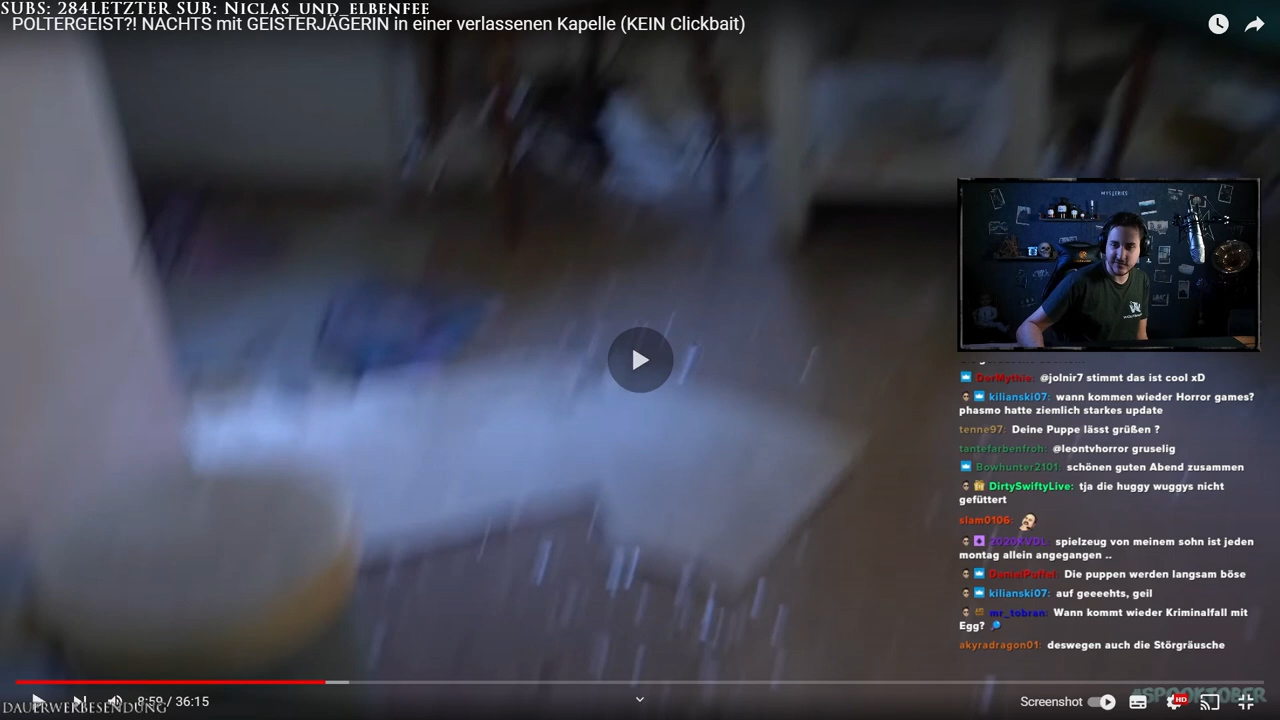 SUBS: 284LETZTER SUB: Niclas_und_elbenfee
POLTERGEIST?! NACHTS mit GEISTERJÄGERIN in einer verlassenen Kapelle (KEIN Clickbait)
MYSTERIES
DerMythie: @jolnir7 stimmt das ist cool xD
kilianski07: wann kommen wieder Horror games?
phasmo hatte ziemlich starkes update
tenne97: Deine Puppe lässt grüßen ?
tantefarbenfroh: @leontvhorror gruselig
Bowhunter2101: schönen guten Abend zusammen
DirtySwiftyLive: tja die huggy wuggys nicht
gefüttert
slam0106:
2020KVDL: spielzeug von meinem sohn ist jeden
montag allein angegangen ..
DanielPuffel: Die puppen werden langsam böse
kilianski07: auf geeeehts, geil
mr_tobran: Wann kommt wieder Kriminalfall mit
Egg?
akyradragon01: deswegen auch die Störgräusche
#SPOOKTOBER
8:59 / 36:15
Screenshot
HD
DAUERWERBESENDUNG